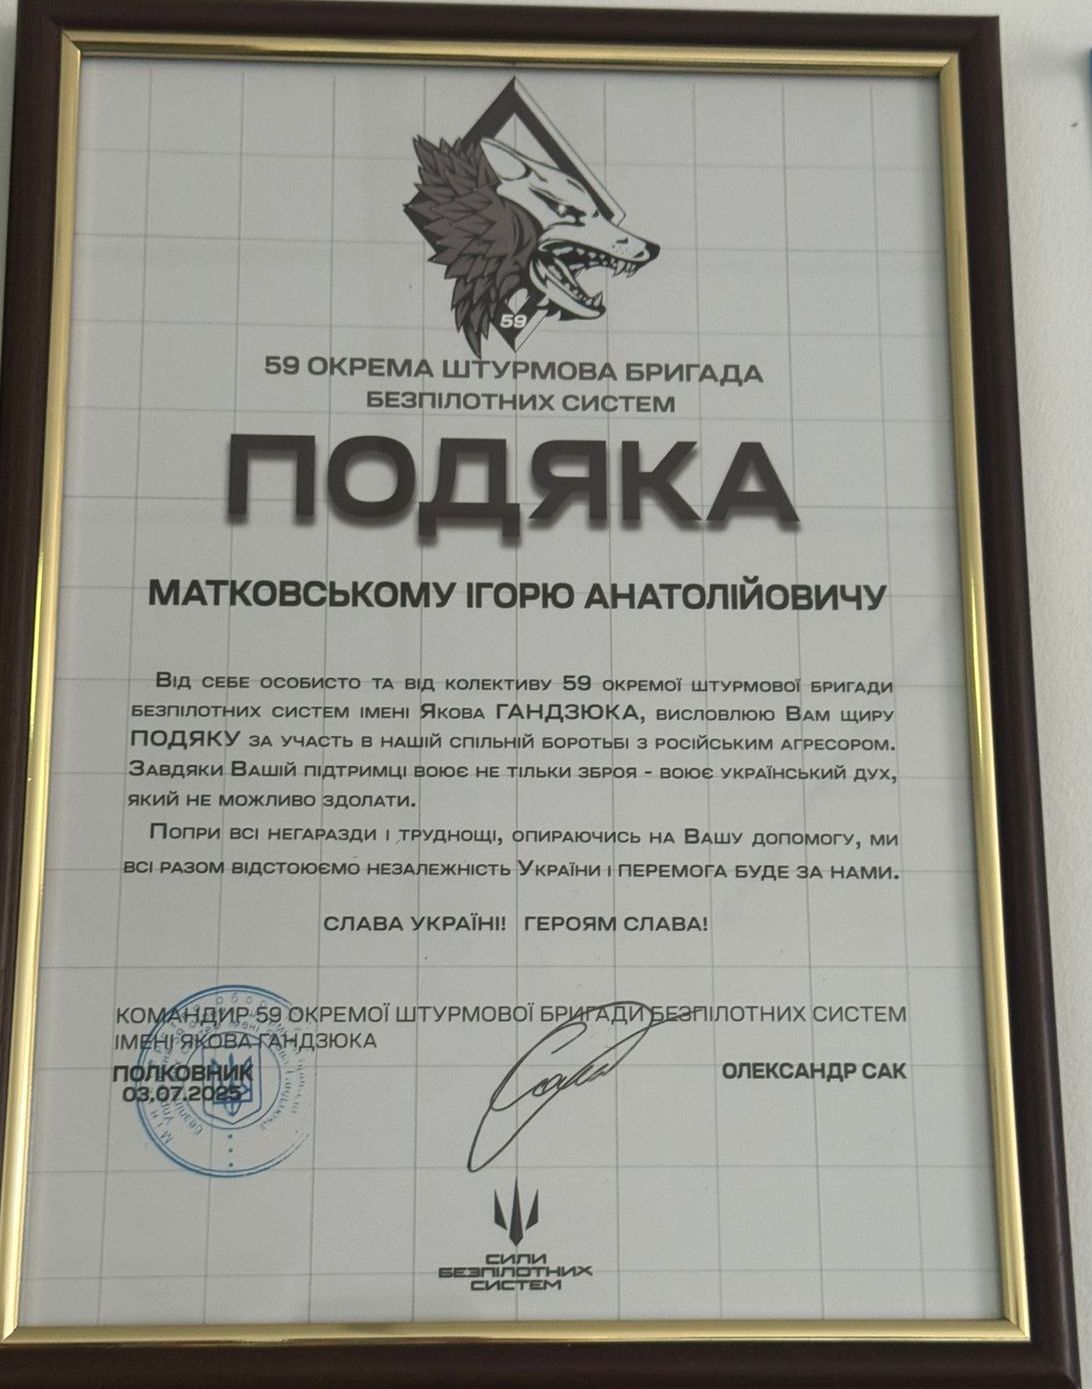 59
59 ОКРЕМА ШТУРМОВА БРИГАДА
БЕЗПІЛОТНИХ СИСТЕМ
ПОДЯКА
МАТКОВСЬКОМУ ІГОРЮ АНАТОЛІЙОВИЧУ
Від себе особисто та від колективу 59 окремої штурмової бригади
безпілотних систем імені Якова ГАНДЗЮКА, висловлюю Вам щиру
ПОДЯКУ за участь в нашій спільній боротьбі з російським агресором.
Завдяки Вашій підтримці воює не тільки зброя - воює український дух,
який не можливо здолати.
Попри всі негаразди і труднощі, опираючись на Вашу допомогу, ми
всі разом відстоюємо незалежність України і перемога буде за нами.
СЛАВА УКРАЇНІ! ГЕРОЯМ СЛАВА!
КОМАНДИР 59 ОКРЕМОЇ ШТУРМОВОЇ БРИГАДИ БЕЗПІЛОТНИХ СИСТЕМ
ІМЕНІ ЯКОВА ГАНДЗЮКА
ПОЛКОВНИК
ОЛЕКСАНДР САК
03.07.2025
СИЛИ
БЕЗПІЛОТНИХ
СИСТЕМ